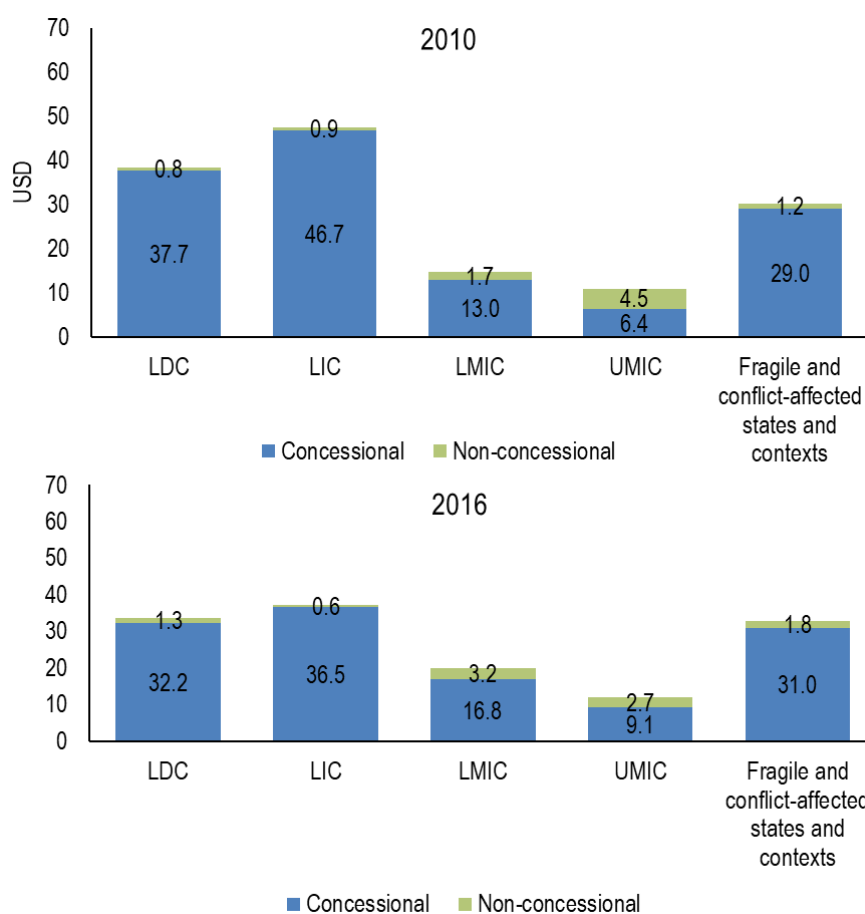 2010
USD
70
60
50
40
30
20
10
0
0.8
37.7
0.9
46.7
1.7
13.0
4.5
6.4
1.2
29.0
LDC
LIC
LMIC
UMIC
Fragile and
conflict-affected
states and
contexts
Concessional
Non-concessional
2016
70
60
50
40
30
20
10
0
1.3
32.2
0.6
36.5
3.2
16.8
2.7
9.1
1.8
31.0
LDC
LIC
LMIC
UMIC
Fragile and
conflict-affected
states and
contexts
Concessional
Non-concessional